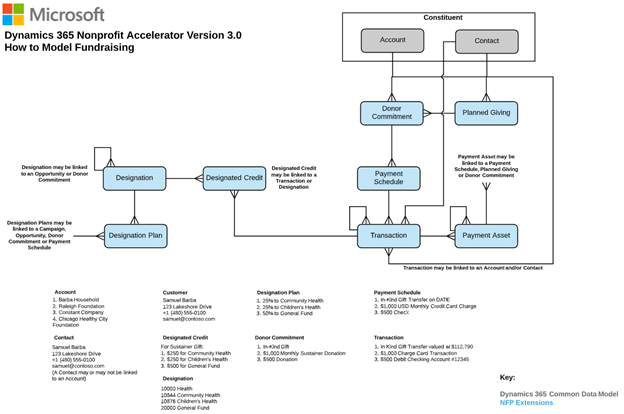 Microsoft
Dynamics 365 Nonprofit Accelerator Version 3.0
How to Model Fundraising
Constituent
Account
Contact
Donor
Commitment
Planned Giving
Payment Asset may be
linked to a Payment
Schedule, Planned Giving
or Donor Commitment
Designation may be linked
to an Opportunity or Donor
Commitment
Designation
Designated Credit
Designated Credit
may be linked to a
Transaction or
Designation
Payment
Schedule
Designation Plans may be
linked to a Campaign,
Opportunity, Donor
Commitment or Payment
Schedule
Designation Plan
Transaction
Payment Asset
Transaction may be linked to an Account and/or Contact
Account
1. Barba Household
2. Raleigh Foundation
3. Constant Company
4. Chicago Healthy City
Foundation
Customer
Samuel Barba
123 Lakeshore Drive
+1 (480) 555-0100
samuel@contoso.com
Designation Plan
1. 25% to Community Health
2. 25% to Children's Health
3. 50% to General Fund
Payment Schedule
1. In-Kind Gift Transfer on DATE
2. $1,000 USD Monthly Credit Card Charge
3. $500 Check
Contact
Samuel Barba
123 Lakeshore Drive
+1 (480) 555-0100
samuel@contoso.com
(A Contact may or may not be linked
to an Account)
Designated Credit
For Sustainer Gift:
1. $250 for Community Health
2. $250 for Children's Health
3. $500 for General Fund
Donor Commitment
1. In-Kind Gift
2. $1,000 Monthly Sustainer Donation
3. $500 Donation
Transaction
1. In Kind Gift Transfer valued at $112,790
2. $1,000 Charge Card Transaction
3. $500 Debit Checking Account #12345
Designation
10000 Health
10844 Community Health
10876 Children's Health
20000 General Fund
Key:
Dynamics 365 Common Data Model
NFP Extensions